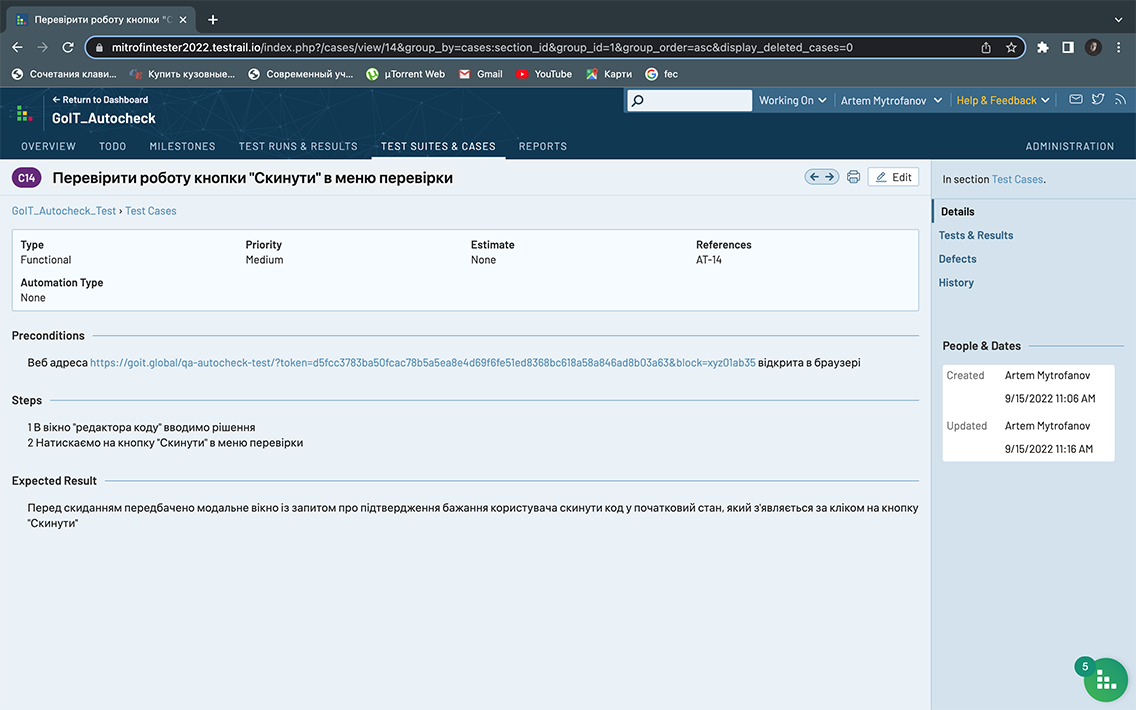 Перевірити роботу кнопки "С
mitrofintester2022.testrail.io/index.php?/cases/view/14&group_by=cases:section_id&group_id=1&group_order=asc&display_deleted_cases=0
Сочетания клави... Купить кузовные... Современный уч... µTorrent Web Gmail YouTube Карти fec
Return to Dashboard
GoIT_Autocheck
Working On Artem Mytrofanov Help & Feedback
OVERVIEW TODO MILESTONES TEST RUNS & RESULTS TEST SUITES & CASES REPORTS ADMINISTRATION
C14 Перевірити роботу кнопки "Скинути" в меню перевірки
Edit
GoIT_Autocheck_Test › Test Cases
Type Priority Estimate References
Functional Medium None AT-14
Automation Type
None
Preconditions
Веб адреса https://goit.global/qa-autocheck-test/?token=d5fcc3783ba50fcac78b5a5ea8e4d69f6fe51ed8368bc618a58a846ad8b03a63&block=xyz01ab35 відкрита в браузері
Steps
1 В вікно "редактора коду" вводимо рішення
2 Натискаємо на кнопку "Скинути" в меню перевірки
Expected Result
Перед скиданням передбачено модальне вікно із запитом про підтвердження бажання користувача скинути код у початковий стан, який з'являється за кліком на кнопку
"Скинути"
In section Test Cases.
Details
Tests & Results
Defects
History
People & Dates
Created Artem Mytrofanov
9/15/2022 11:06 AM
Updated Artem Mytrofanov
9/15/2022 11:16 AM
5